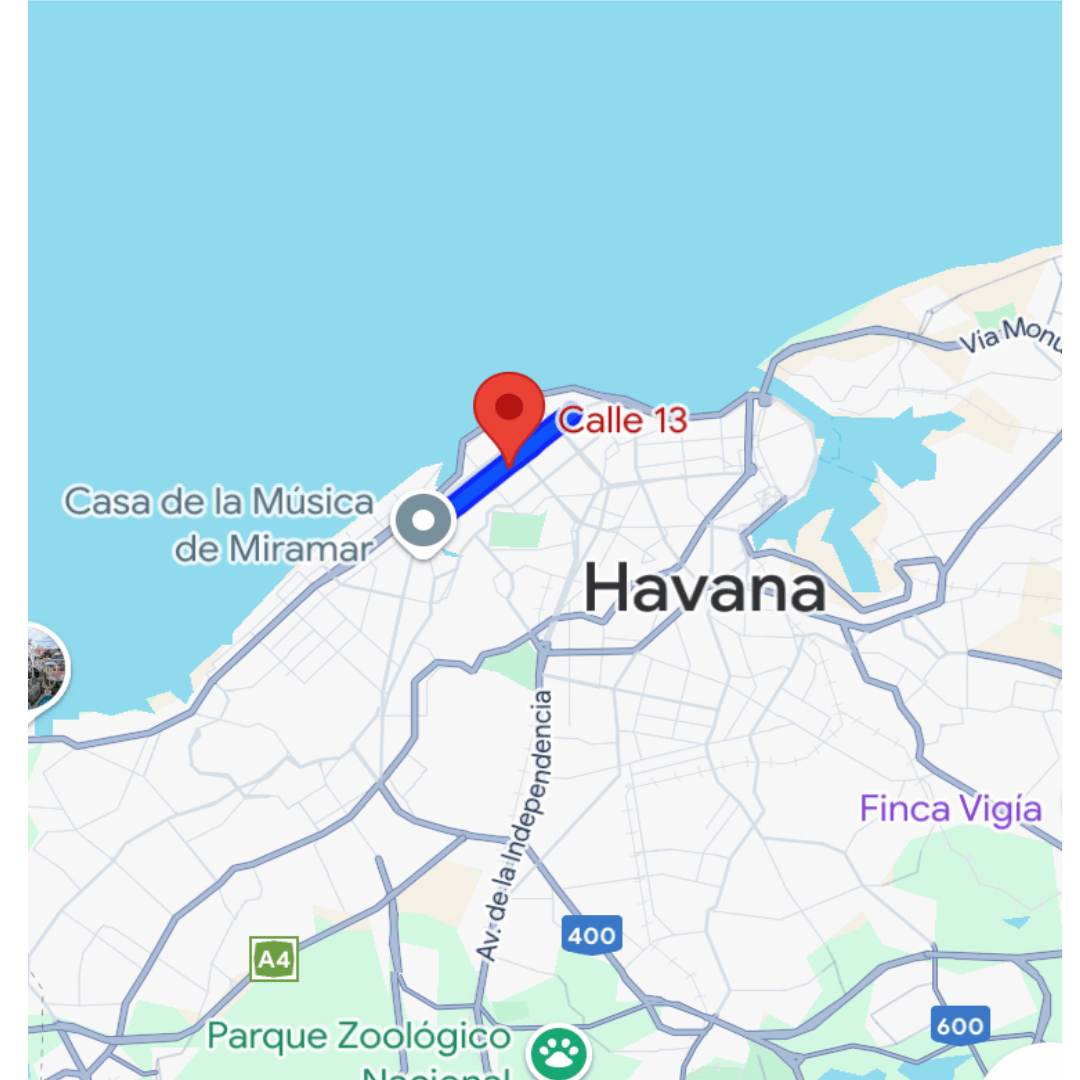 Via Monu
Calle 13
Casa de la Música
de Miramar
Havana
Av. de la Independencia
Finca Vigía
400
A4
600
Parque Zoológico
Nacional